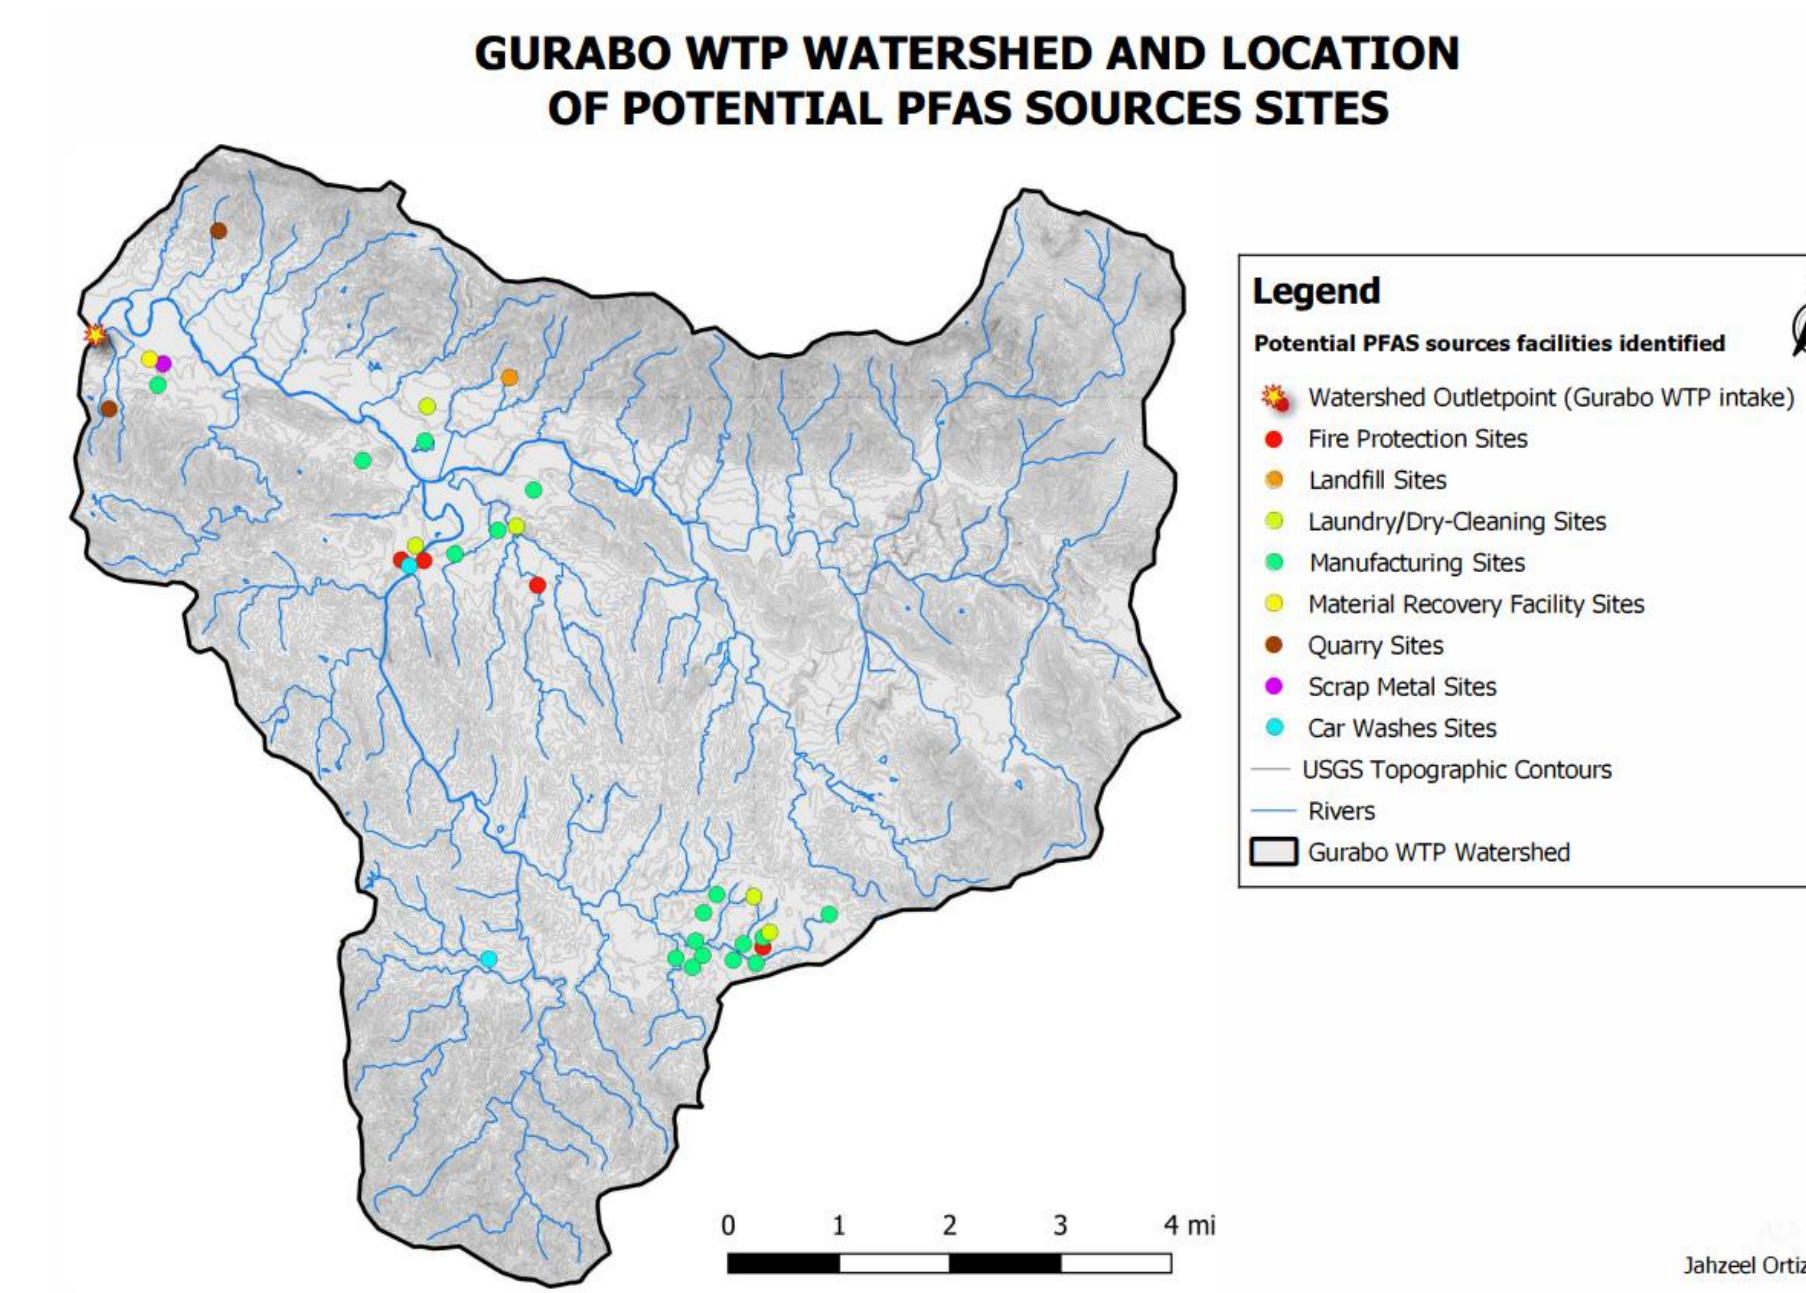 GURABO WTP WATERSHED AND LOCATION
OF POTENTIAL PFAS SOURCES SITES
Legend
Potential PFAS sources facilities identified
Watershed Outletpoint (Gurabo WTP intake)
Fire Protection Sites
Landfill Sites
Laundry/Dry-Cleaning Sites
Manufacturing Sites
Material Recovery Facility Sites
Quarry Sites
Scrap Metal Sites
Car Washes Sites
USGS Topographic Contours
Rivers
Gurabo WTP Watershed
0 1 2 3 4 mi
Jahzeel Ortiz